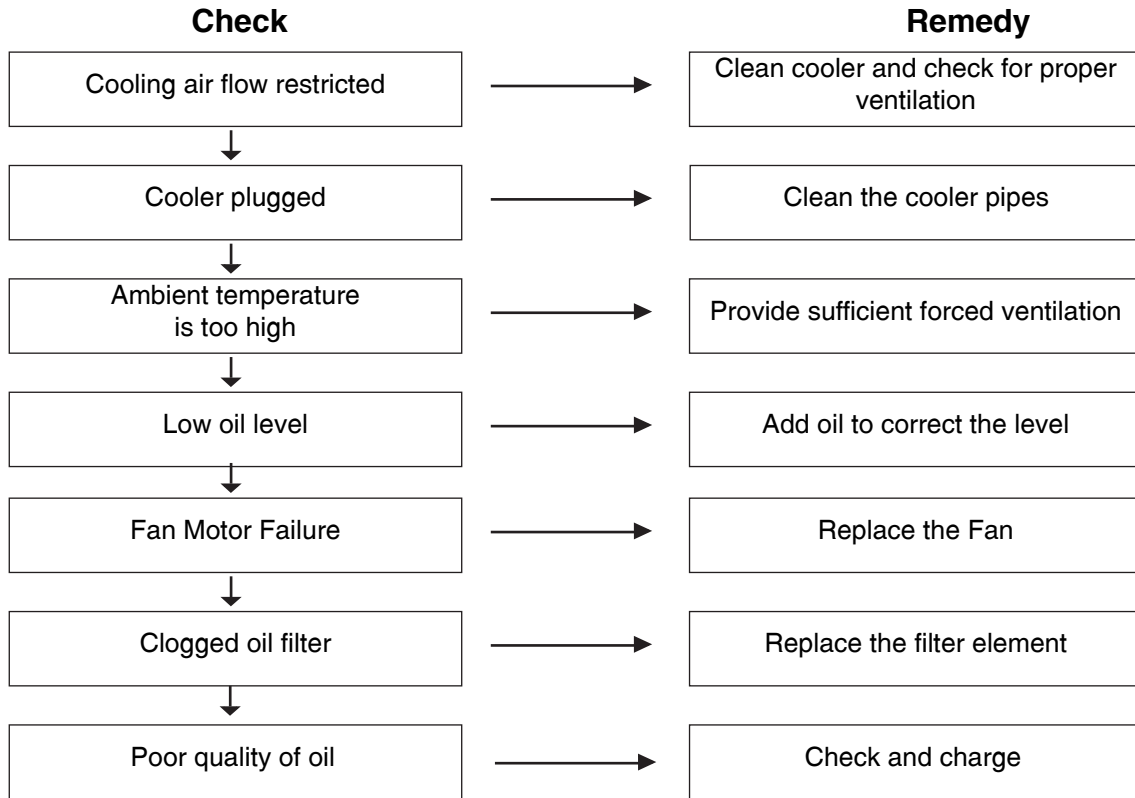 Check
Remedy
Cooling air flow restricted
Clean cooler and check for proper
ventilation
Cooler plugged
Clean the cooler pipes
Ambient temperature
is too high
Provide sufficient forced ventilation
Low oil level
Add oil to correct the level
Fan Motor Failure
Replace the Fan
Clogged oil filter
Replace the filter element
Poor quality of oil
Check and charge